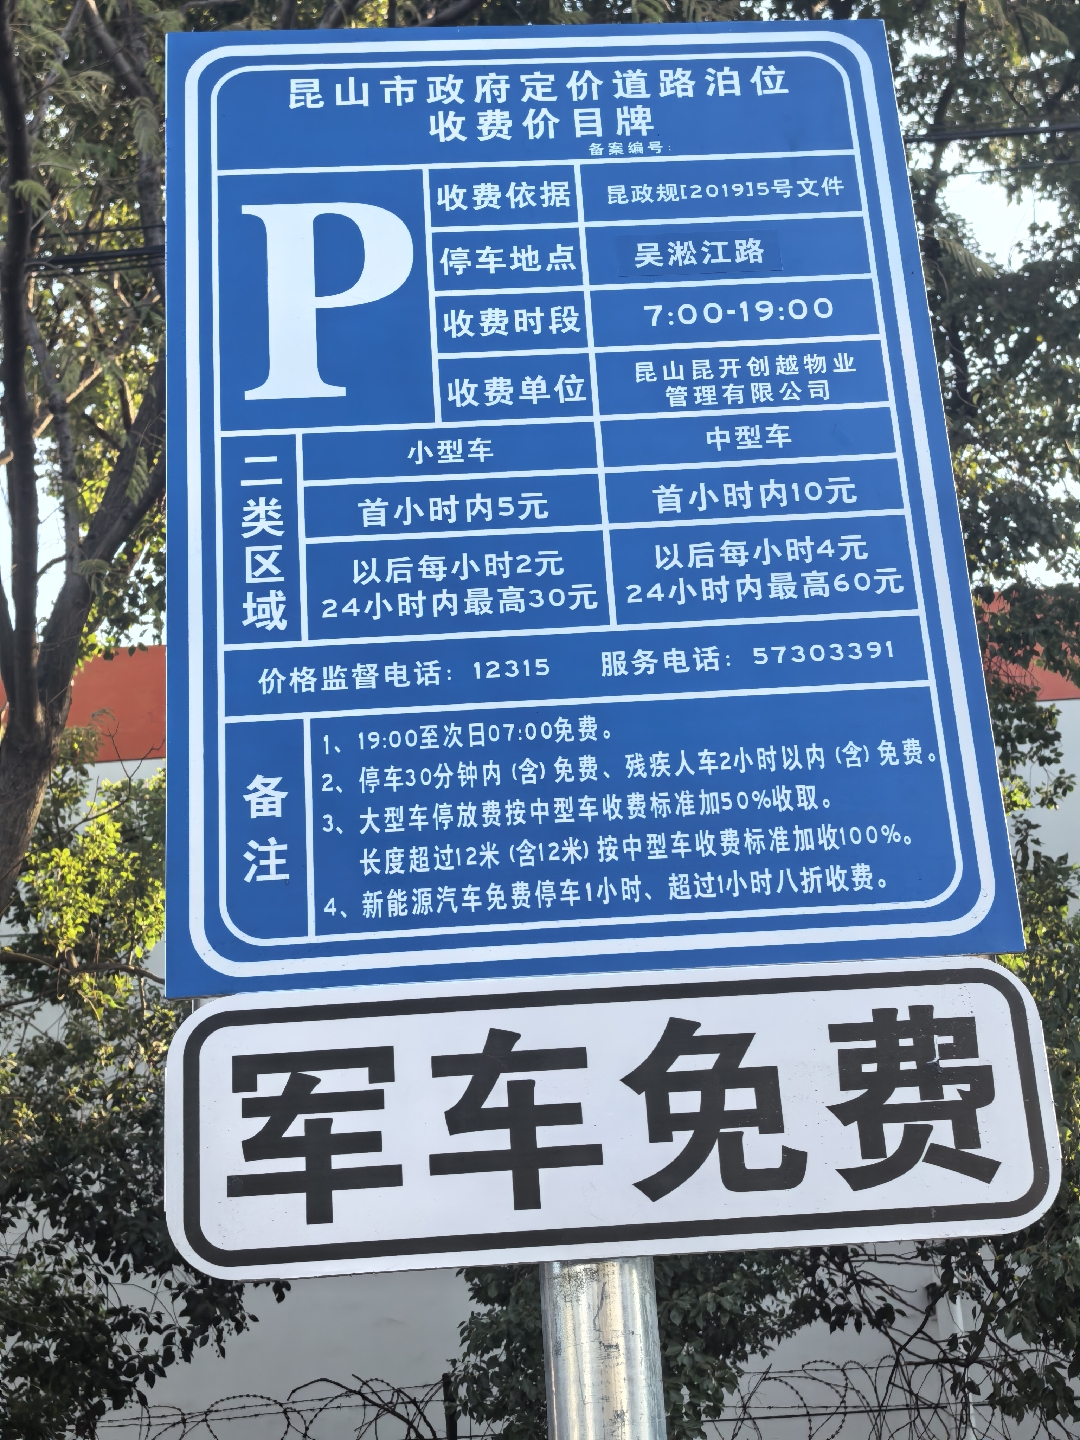 昆山市政府定价道路泊位
收费价目牌
备案编号:
P
收费依据 昆政规[2019]5号文件
停车地点 吴淞江路
收费时段 7:00-19:00
收费单位 昆山昆开创越物业
管理有限公司
二类区域
小型车 中型车
首小时内5元 首小时内10元
以后每小时2元 以后每小时4元
24小时内最高30元 24小时内最高60元
价格监督电话: 12315 服务电话: 57303391
备注
1、19:00至次日07:00免费。
2、停车30分钟内(含)免费、残疾人车2小时以内(含)免费。
3、大型车停放费按中型车收费标准加50%收取。
长度超过12米(含12米)按中型车收费标准加收100%。
4、新能源汽车免费停车1小时、超过1小时八折收费。
军车免费